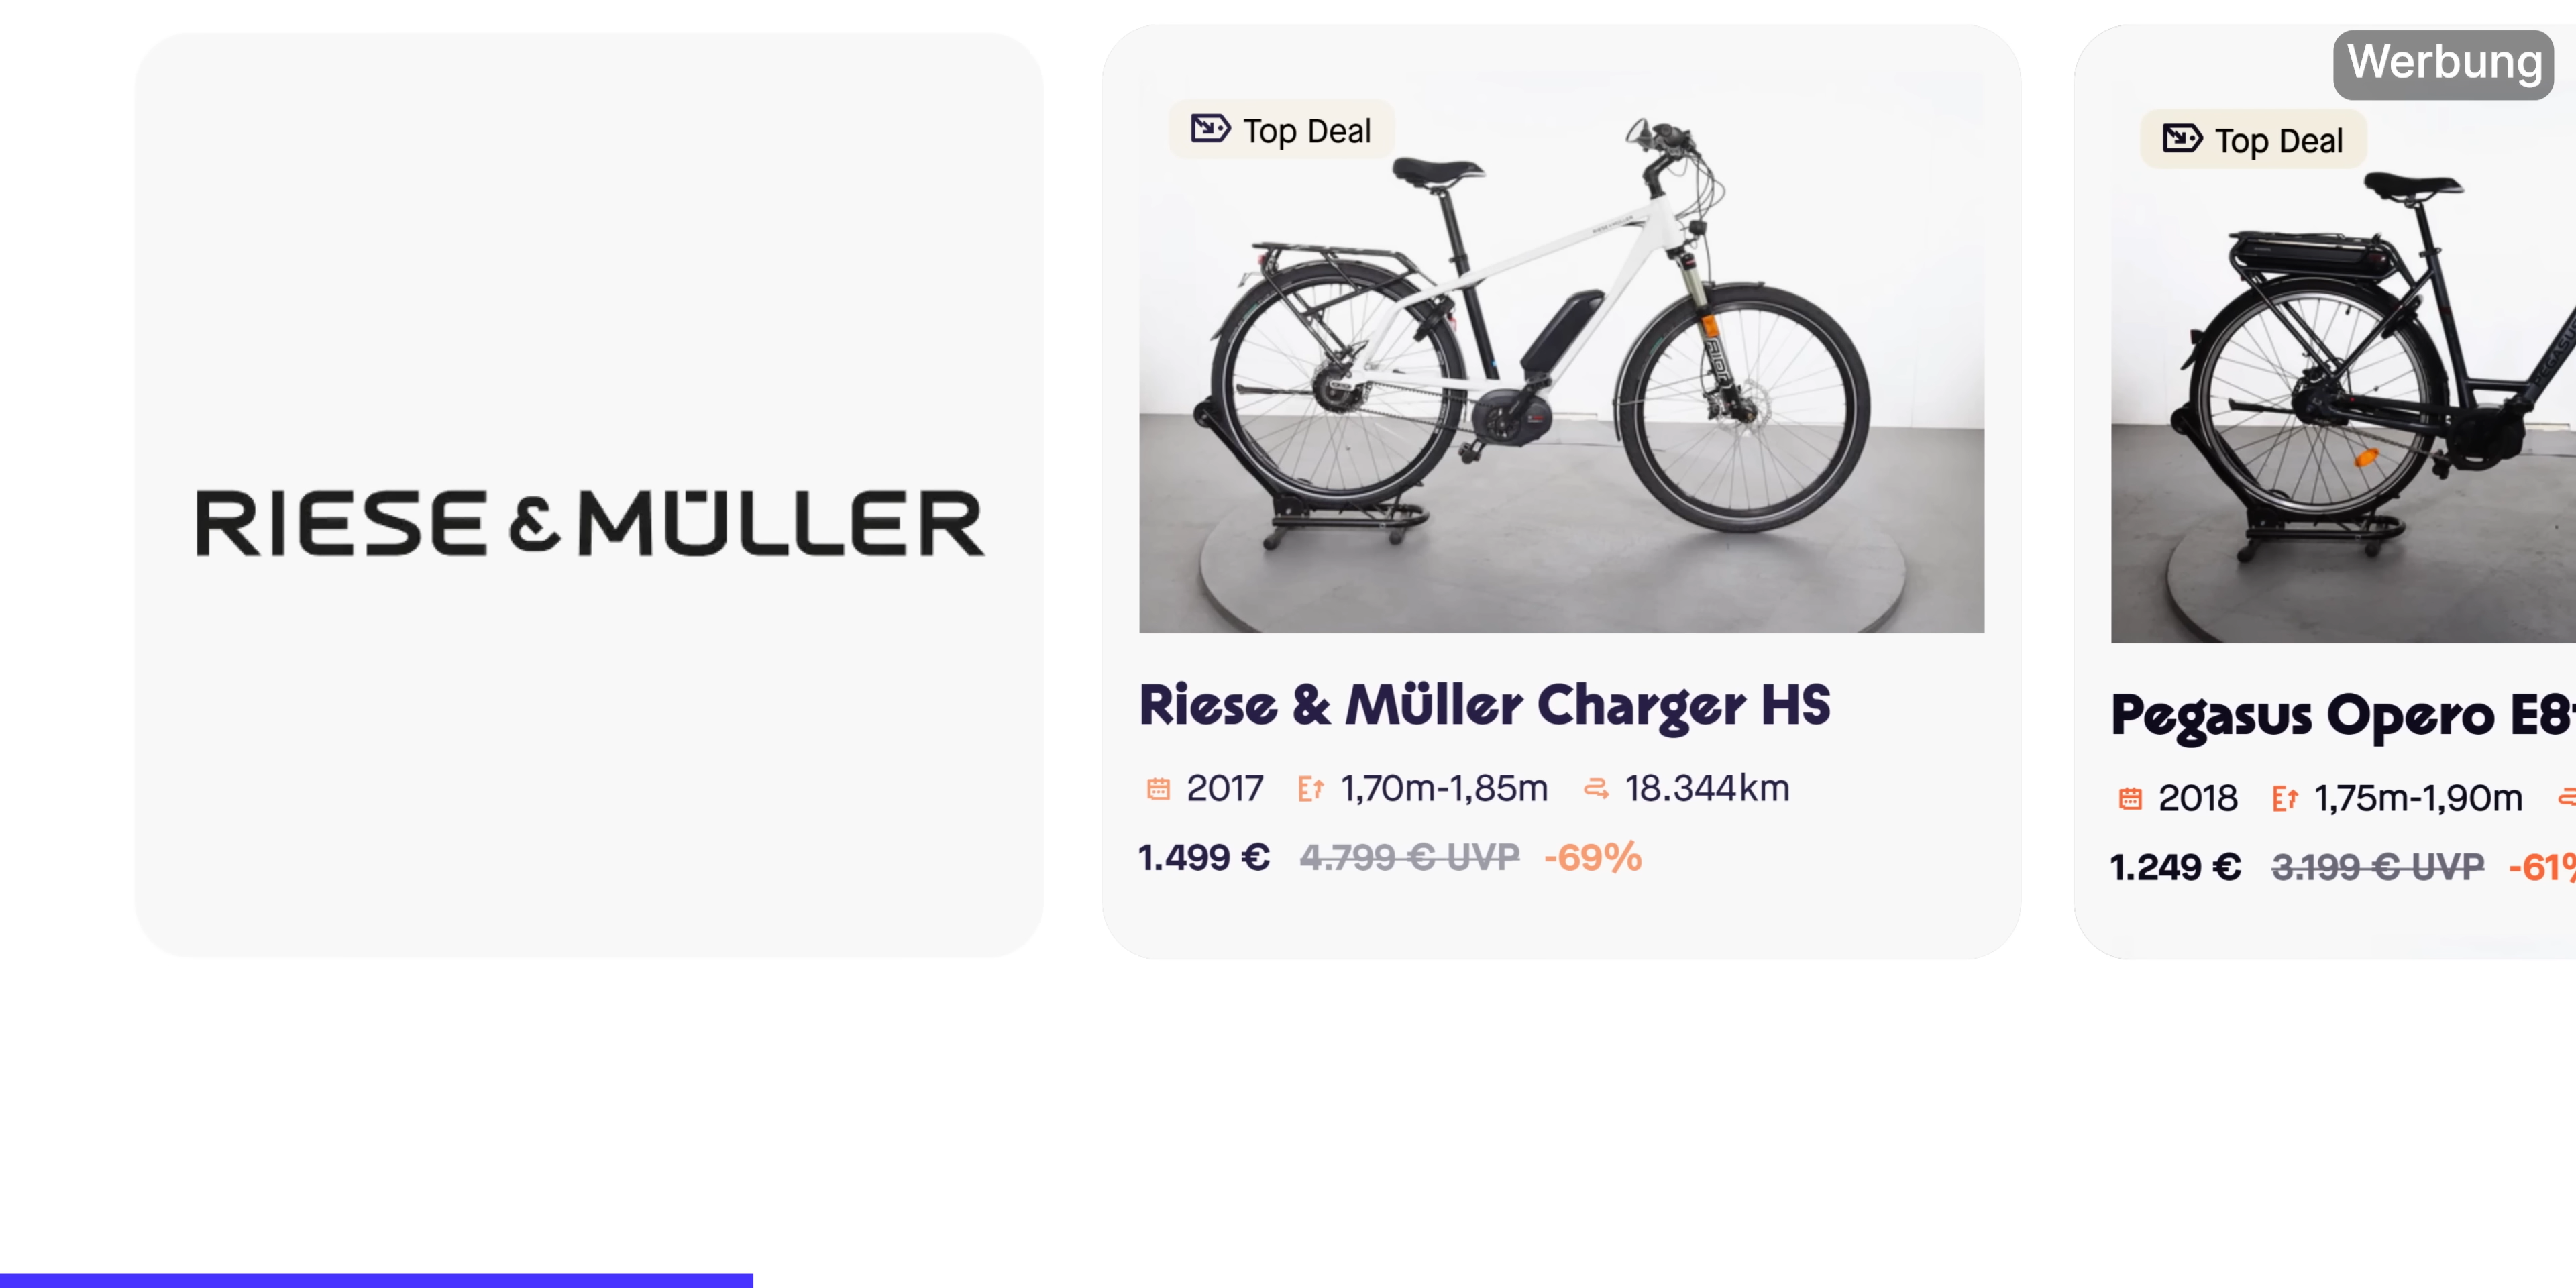 Werbung
RIESE & MÜLLER
Top Deal
Riese & Müller Charger HS
2017 1,70m-1,85m 18.344km
1.499 € 4.799 € UVP -69%
Top Deal
PEGASUS
Pegasus Opero E8
2018 1,75m-1,90m
1.249 € 3.199 € UVP -61%